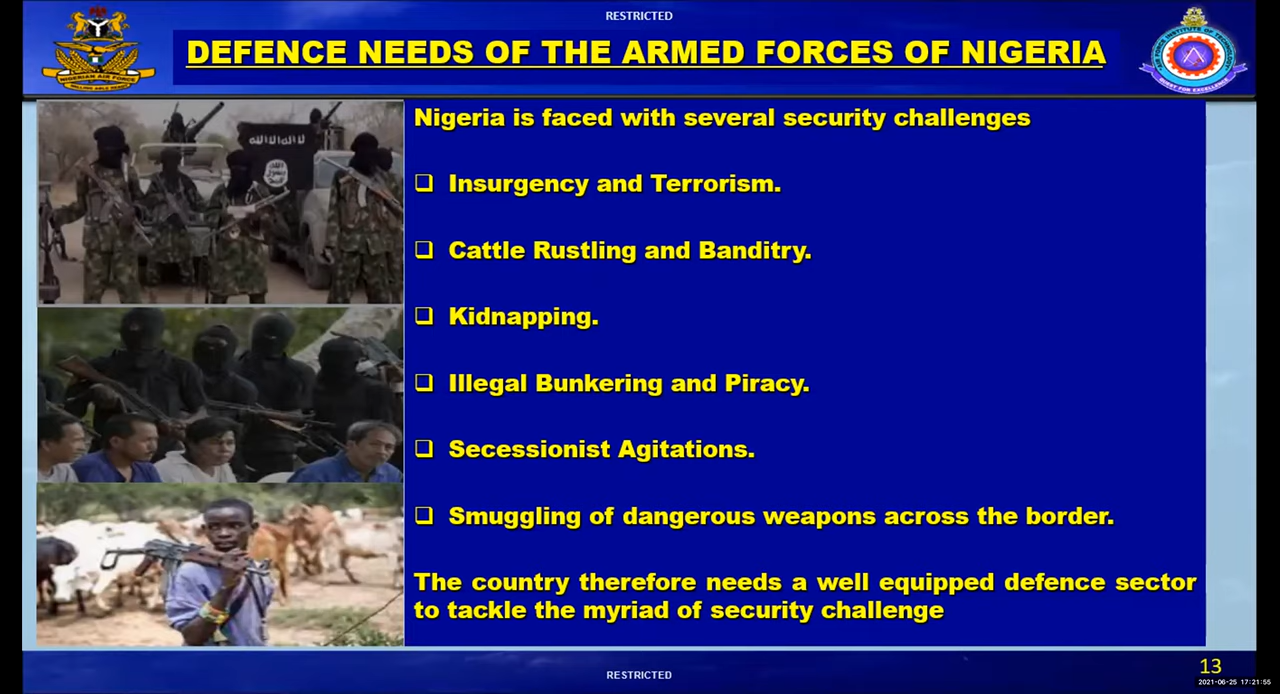 RESTRICTED
DEFENCE NEEDS OF THE ARMED FORCES OF NIGERIA
NIGERIAN AIR FORCE
Nigeria is faced with several security challenges
❑ Insurgency and Terrorism.
❑ Cattle Rustling and Banditry.
❑ Kidnapping.
❑ Illegal Bunkering and Piracy.
❑ Secessionist Agitations.
❑ Smuggling of dangerous weapons across the border.
The country therefore needs a well equipped defence sector
to tackle the myriad of security challenge
RESTRICTED
13
2021-06-25 17:21:55